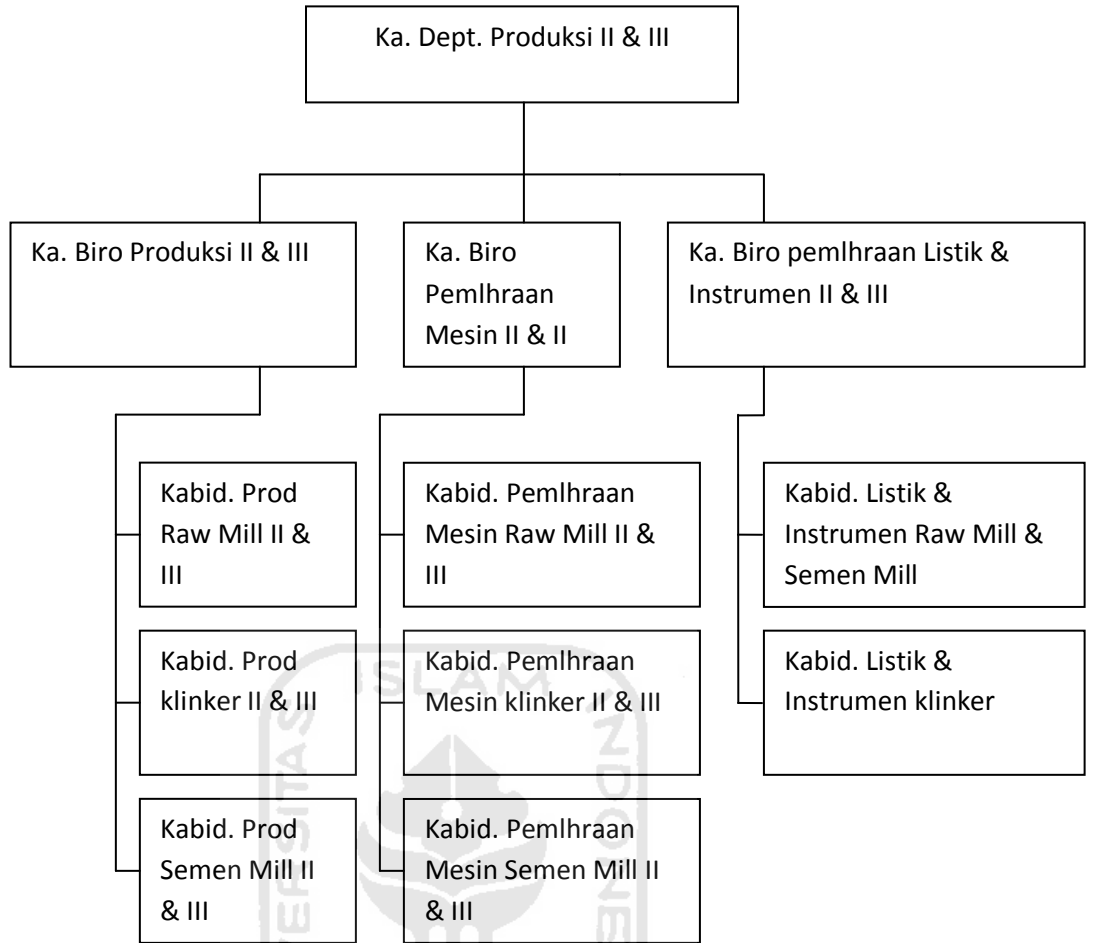 Ka. Dept. Produksi II & III
Ka. Biro Produksi II & III
Ka. Biro
Pemlhraan
Mesin II & II
Ka. Biro pemlhraan Listik &
Instrumen II & III
Kabid. Prod
Raw Mill II &
III
Kabid. Prod
klinker II & III
Kabid. Prod
Semen Mill II
& III
Kabid. Pemlhraan
Mesin Raw Mill II &
III
Kabid. Pemlhraan
Mesin klinker II & III
Kabid. Pemlhraan
Mesin Semen Mill II
& III
Kabid. Listik &
Instrumen Raw Mill &
Semen Mill
Kabid. Listik &
Instrumen klinker
ISLAM